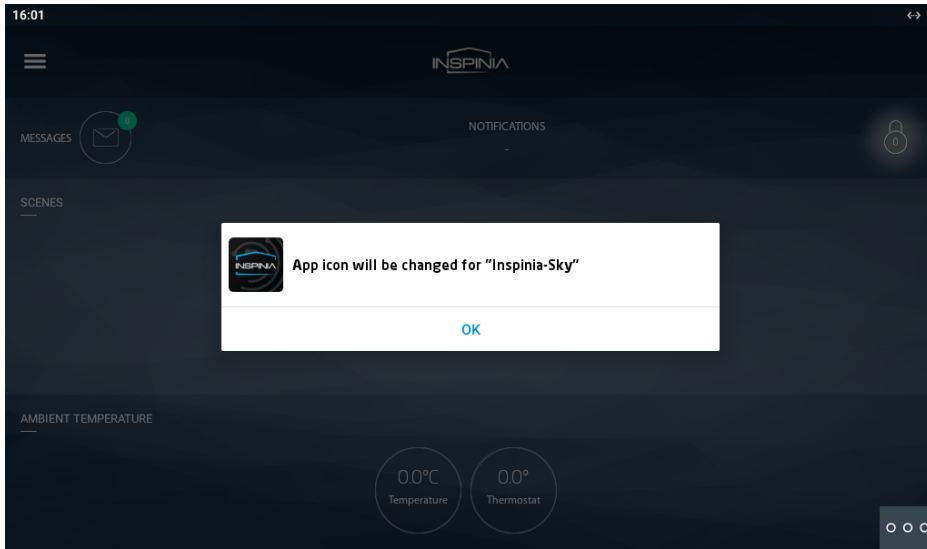 16:01
INSPINIA
MESSAGES
0
NOTIFICATIONS
-
0
SCENES
INSPINIA
App icon will be changed for "Inspinia-Sky"
OK
AMBIENT TEMPERATURE
0.0°C
Temperature
0.0°
Thermostat